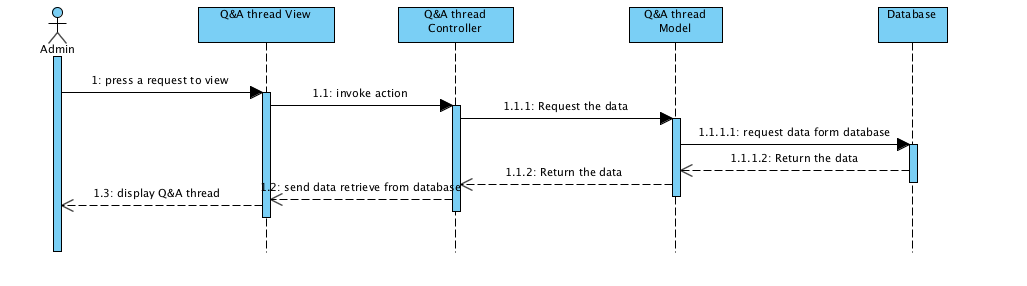 Q&A thread View
Q&A thread
Controller
Q&A thread
Model
Database
Admin
1: press a request to view
1.1: invoke action
1.1.1: Request the data
1.1.1.1: request data form database
1.1.1.2: Return the data
1.1.2: Return the data
1.2: send data retrieve from database
1.3: display Q&A thread